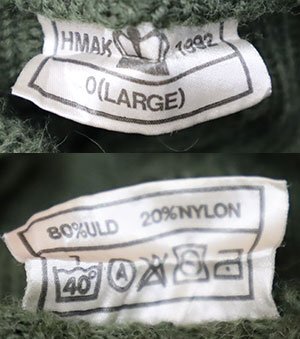 HMAK 1992
0(LARGE)
80%ULD 20%NYLON
40° A